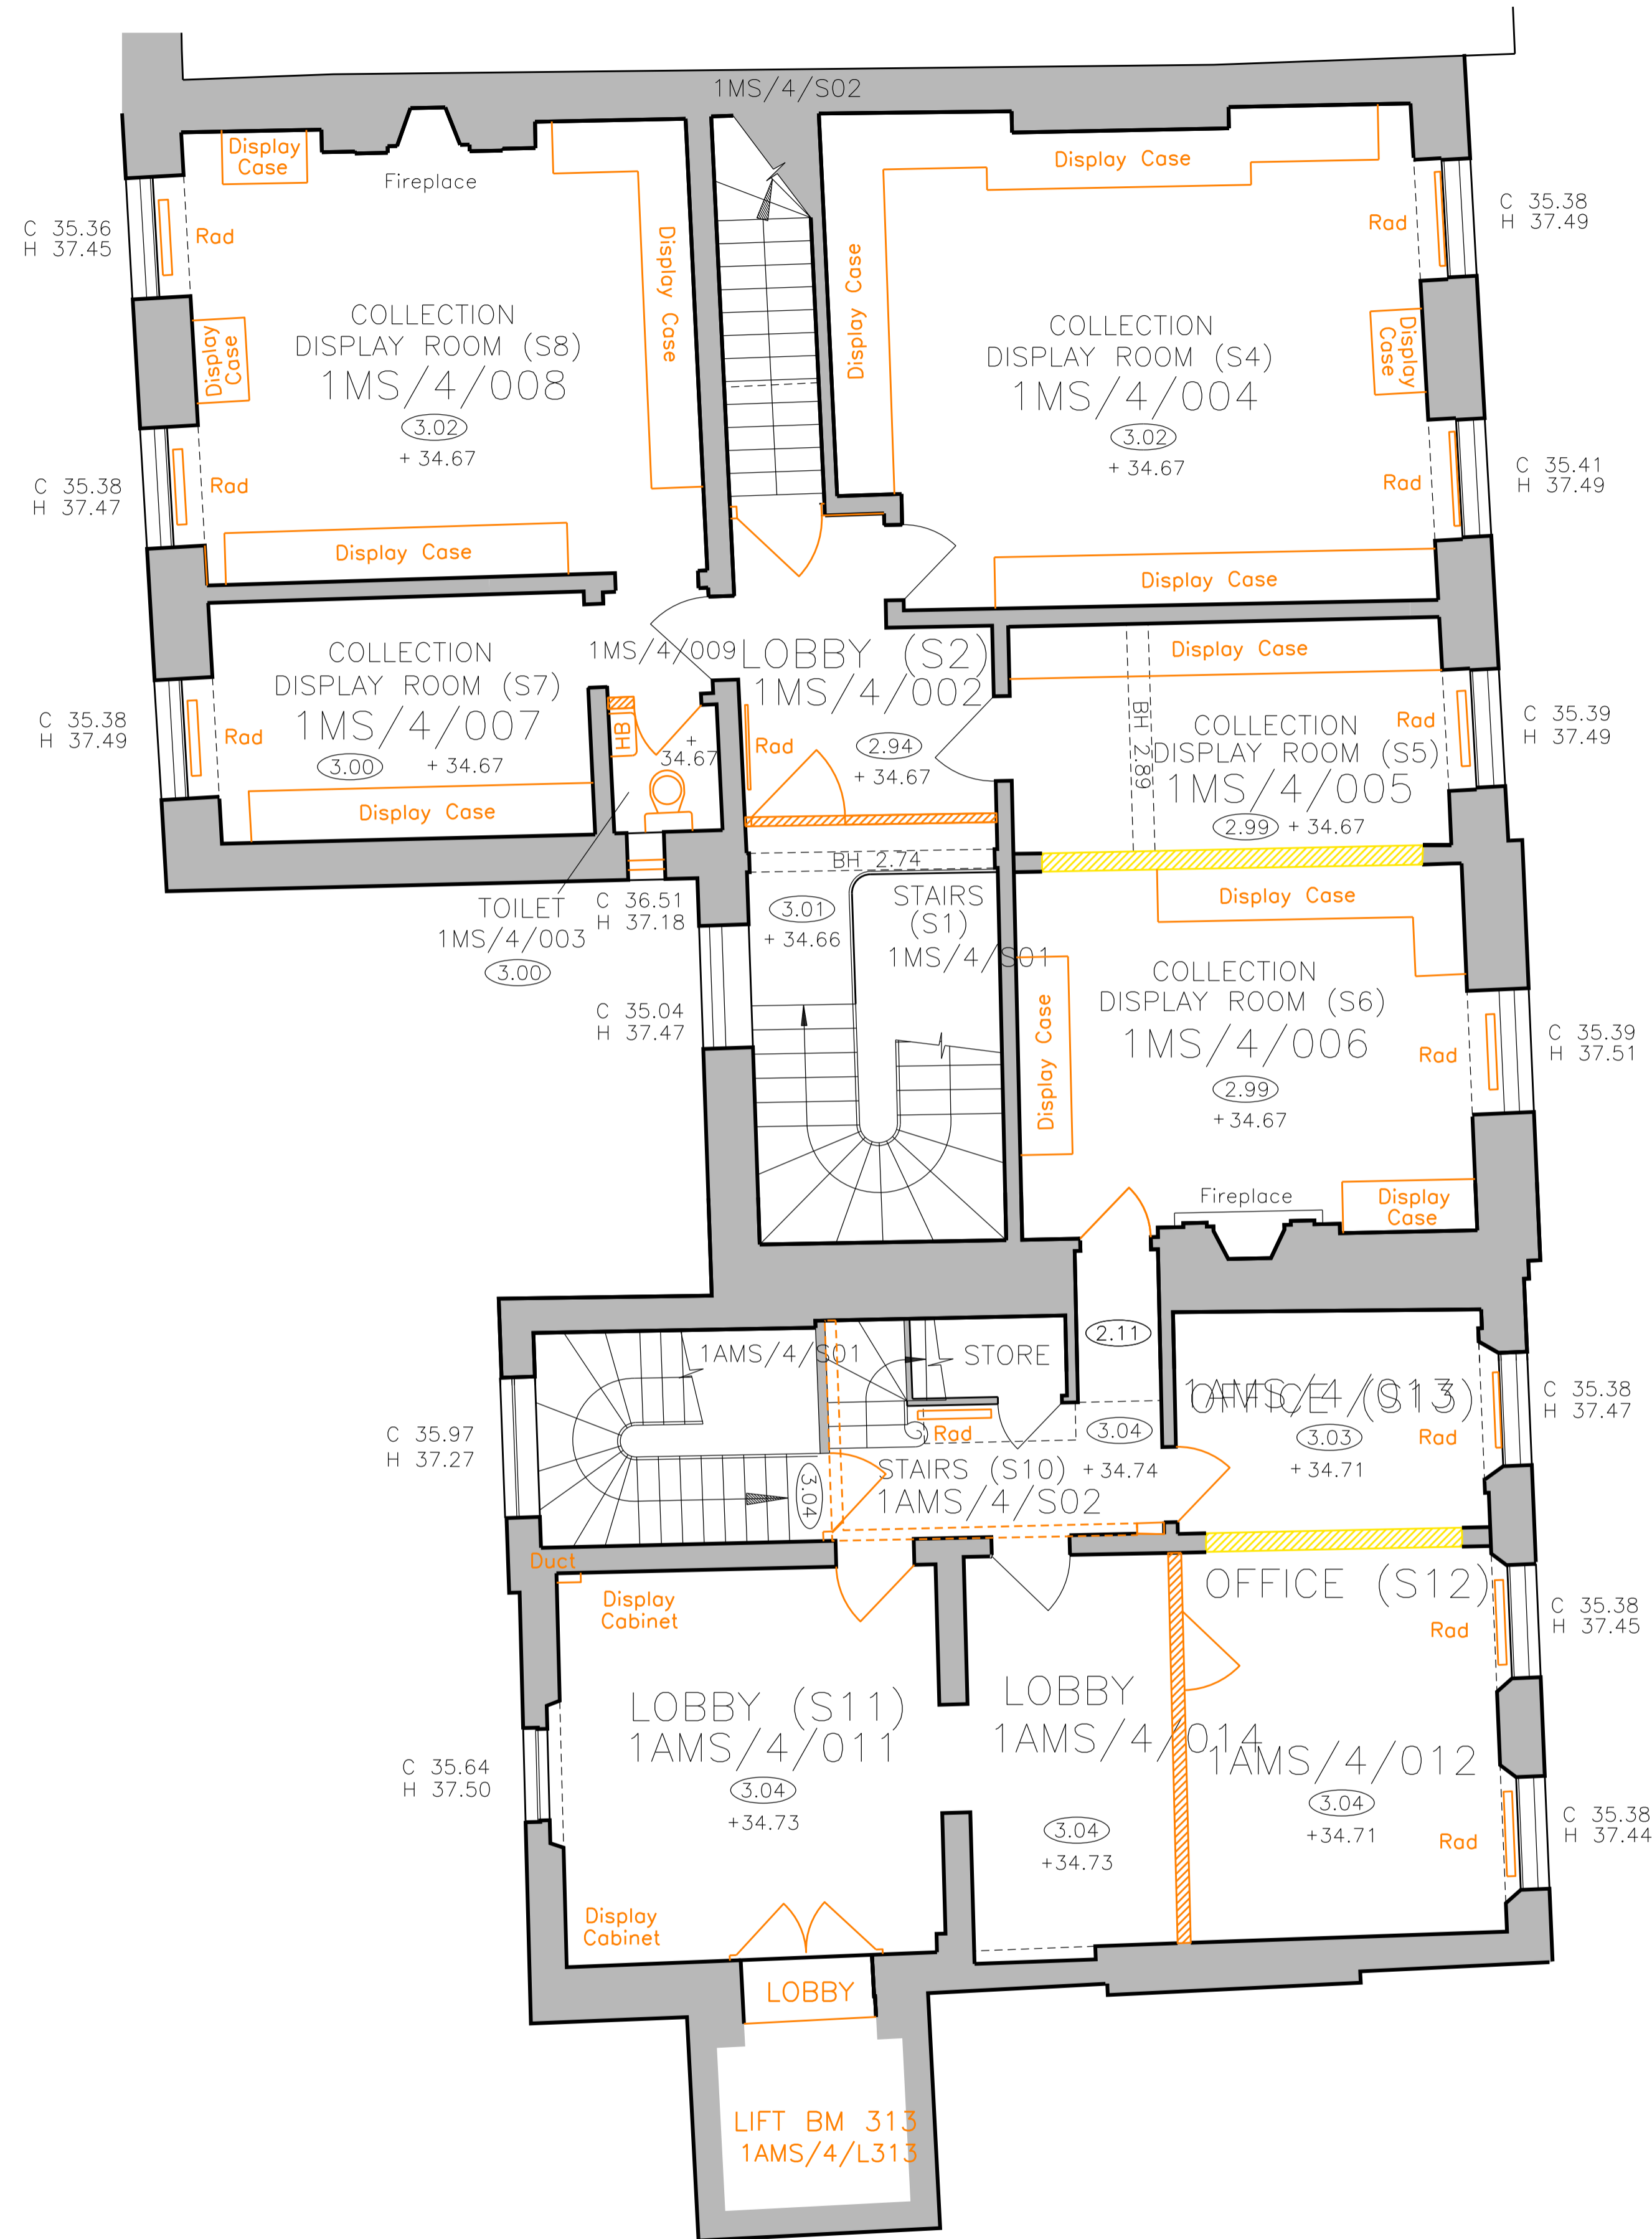 1MS/4/S02
Display
Case
Fireplace
Display Case
C 35.36
H 37.45
Rad
Display Case
Display Case
Rad
C 35.38
H 37.49
COLLECTION
DISPLAY ROOM (S8)
1MS/4/008
3.02
+ 34.67
Display
Case
COLLECTION
DISPLAY ROOM (S4)
1MS/4/004
3.02
+ 34.67
Display
Case
C 35.38
H 37.47
Rad
Rad
C 35.41
H 37.49
Display Case
Display Case
COLLECTION
DISPLAY ROOM (S7)
1MS/4/007
3.00
+ 34.67
C 35.38
H 37.49
Rad
Display Case
1MS/4/009
LOBBY (S2)
1MS/4/002
2.94
+ 34.67
Rad
HB
+
34.67
Display Case
BH 2.89
COLLECTION
DISPLAY ROOM (S5)
1MS/4/005
2.99
+ 34.67
Rad
C 35.39
H 37.49
BH 2.74
TOILET
1MS/4/003
3.00
C 36.51
H 37.18
3.01
+ 34.66
STAIRS
(S1)
1MS/4/S01
Display Case
C 35.04
H 37.47
Display Case
COLLECTION
DISPLAY ROOM (S6)
1MS/4/006
2.99
+ 34.67
Rad
C 35.39
H 37.51
Fireplace
Display
Case
2.11
1AMS/4/S01
STORE
1AMS/4/S13
OFFICE (S13)
3.03
+ 34.71
Rad
C 35.38
H 37.47
C 35.97
H 37.27
Rad
3.04
+ 34.74
3.04
STAIRS (S10)
1AMS/4/S02
Duct
Display
Cabinet
OFFICE (S12)
Rad
C 35.38
H 37.45
LOBBY (S11)
1AMS/4/011
3.04
+34.73
LOBBY
1AMS/4/014
3.04
+34.73
1AMS/4/012
3.04
+34.71
Rad
C 35.38
H 37.44
C 35.64
H 37.50
Display
Cabinet
LOBBY
LIFT BM 313
1AMS/4/L313